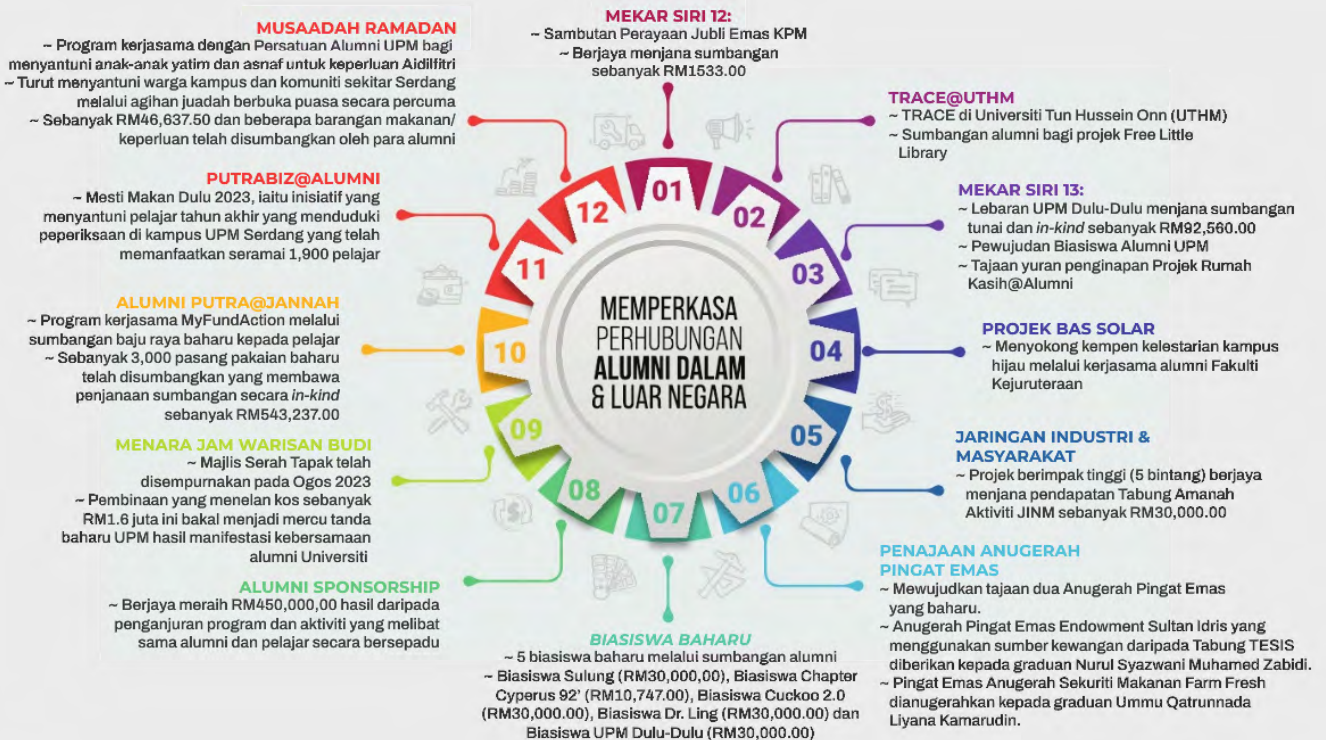 MEKAR SIRI 12:
~ Sambutan Perayaan Jubli Emas KPM
~ Berjaya menjana sumbangan
sebanyak RM1533.00
TRACE@UTHM
~ TRACE di Universiti Tun Hussein Onn (UTHM)
~ Sumbangan alumni bagi projek Free Little
Library
MEKAR SIRI 13:
~ Lebaran UPM Dulu-Dulu menjana sumbangan
tunai dan in-kind sebanyak RM92,560.00
~ Pewujudan Biasiswa Alumni UPM
~ Tajaan yuran penginapan Projek Rumah
Kasih@Alumni
PROJEK BAS SOLAR
~ Menyokong kempen kelestarian kampus
hijau melalui kerjasama alumni Fakulti
Kejuruteraan
JARINGAN INDUSTRI &
MASYARAKAT
~ Projek berimpak tinggi (5 bintang) berjaya
menjana pendapatan Tabung Amanah
Aktiviti JINM sebanyak RM30,000.00
PENAJAAN ANUGERAH
PINGAT EMAS
~ Mewujudkan tajaan dua Anugerah Pingat Emas
yang baharu.
~ Anugerah Pingat Emas Endowment Sultan Idris yang
menggunakan sumber kewangan daripada Tabung TESIS
diberikan kepada graduan Nurul Syazwani Muhamed Zabidi.
~ Pingat Emas Anugerah Sekuriti Makanan Farm Fresh
dianugerahkan kepada graduan Ummu Qatrunnada
Liyana Kamarudin.
BIASISWA BAHARU
~ 5 biasiswa baharu melalui sumbangan alumni
~ Biasiswa Sulung (RM30,000,00), Biasiswa Chapter
Cyperus 92' (RM10,747.00), Biasiswa Cuckoo 2.0
(RM30,000.00), Biasiswa Dr. Ling (RM30,000.00) dan
Biasiswa UPM Dulu-Dulu (RM30,000.00)
ALUMNI SPONSORSHIP
~ Berjaya meraih RM450,000,00 hasil daripada
penganjuran program dan aktiviti yang melibat
sama alumni dan pelajar secara bersepadu
MENARA JAM WARISAN BUDI
~ Majlis Serah Tapak telah
disempurnakan pada Ogos 2023
~ Pembinaan yang menelan kos sebanyak
RM1.6 juta ini bakal menjadi mercu tanda
baharu UPM hasil manifestasi kebersamaan
alumni Universiti
ALUMNI PUTRA@JANNAH
~ Program kerjasama MyFundAction melalui
sumbangan baju raya baharu kepada pelajar
~ Sebanyak 3,000 pasang pakaian baharu
telah disumbangkan yang membawa
penjanaan sumbangan secara in-kind
sebanyak RM543,237.00
PUTRABIZ@ALUMNI
~ Mesti Makan Dulu 2023, iaitu inisiatif yang
menyantuni pelajar tahun akhir yang menduduki
peperiksaan di kampus UPM Serdang yang telah
memanfaatkan seramai 1,900 pelajar
MUSAADAH RAMADAN
~ Program kerjasama dengan Persatuan Alumni UPM bagi
menyantuni anak-anak yatim dan asnaf untuk keperluan Aidilfitri
~ Turut menyantuni warga kampus dan komuniti sekitar Serdang
melalui agihan juadah berbuka puasa secara percuma
~ Sebanyak RM46,637.50 dan beberapa barangan makanan/
keperluan telah disumbangkan oleh para alumni
01
02
03
04
05
06
07
08
09
10
11
12
MEMPERKASA
PERHUBUNGAN
ALUMNI DALAM
& LUAR NEGARA